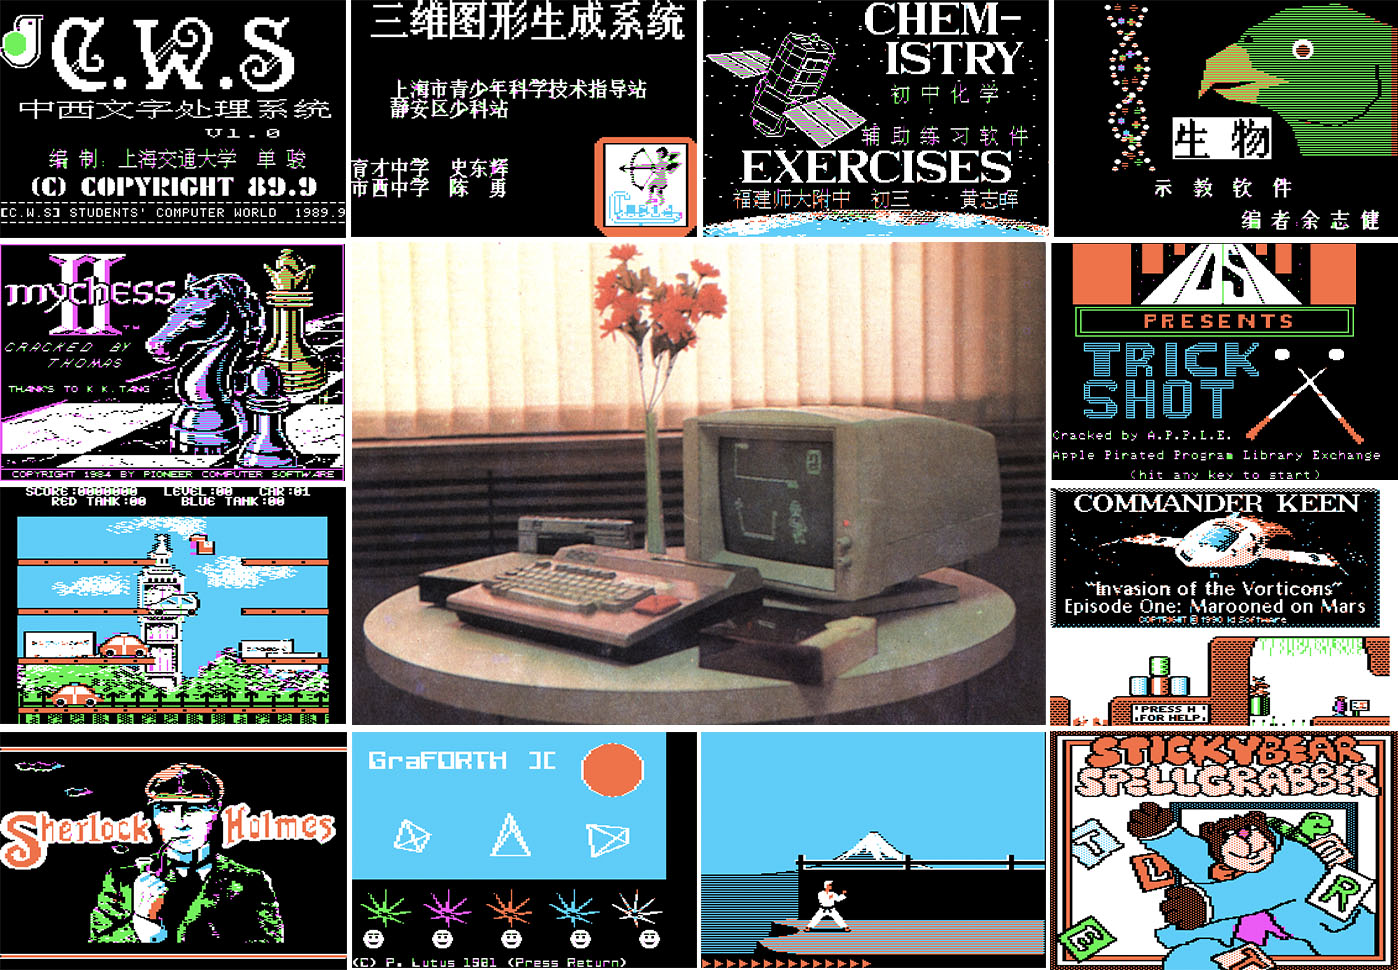 C.W.S
中西文字处理系统
V1.0
编 制: 上海交通大学 单 骏
(C) COPYRIGHT 89.9
[C.W.S] STUDENTS' COMPUTER WORLD 1989.9
三维图形生成系统
上海市青少年科学技术指导站
静安区少科站
育才中学 史东辉
市西中学 陈 勇
CHEM-
ISTRY
初中化学
辅助练习软件
EXERCISES
福建师大附中 初三 黄志晖
生物
示教软件
编者余志健
II
mychess
TM
CRACKED BY
THOMAS
THANKS TO K.K.TANG
COPYRIGHT 1984 BY PIONEER COMPUTER SOFTWARE
PRESENTS
TRICK
SHOT
Cracked by A.P.P.L.E.
Apple Pirated Program Library Exchange
(hit any key to start)
SCORE:0000000 LEVEL:00 CAR:01
RED TANK:00 BLUE TANK:00
COMMANDER KEEN
in
"Invasion of the Vorticons"
Episode One: Marooned on Mars
COPYRIGHT © 1990 Id Software
PRESS H
FOR HELP
Sherlock Holmes
GraFORTH II
(C) P. Lutus 1981 (Press Return)
STICKYBEAR
SPELLGRABBER
T
L
E
R
E
T